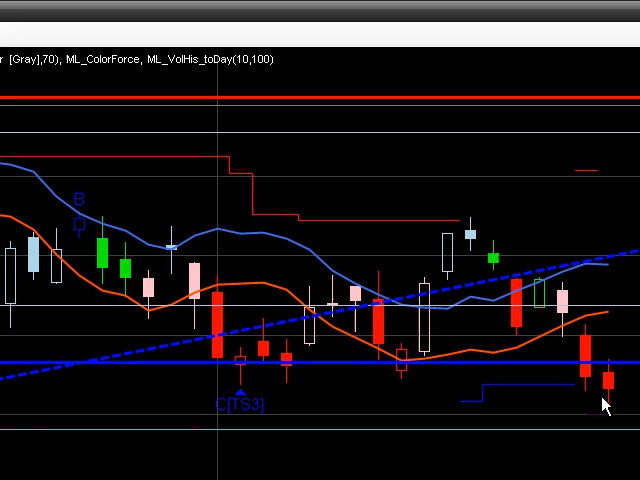 r [Gray],70), ML_ColorForce, ML_VolHis_toDay(10,100)
B
C[TS3]